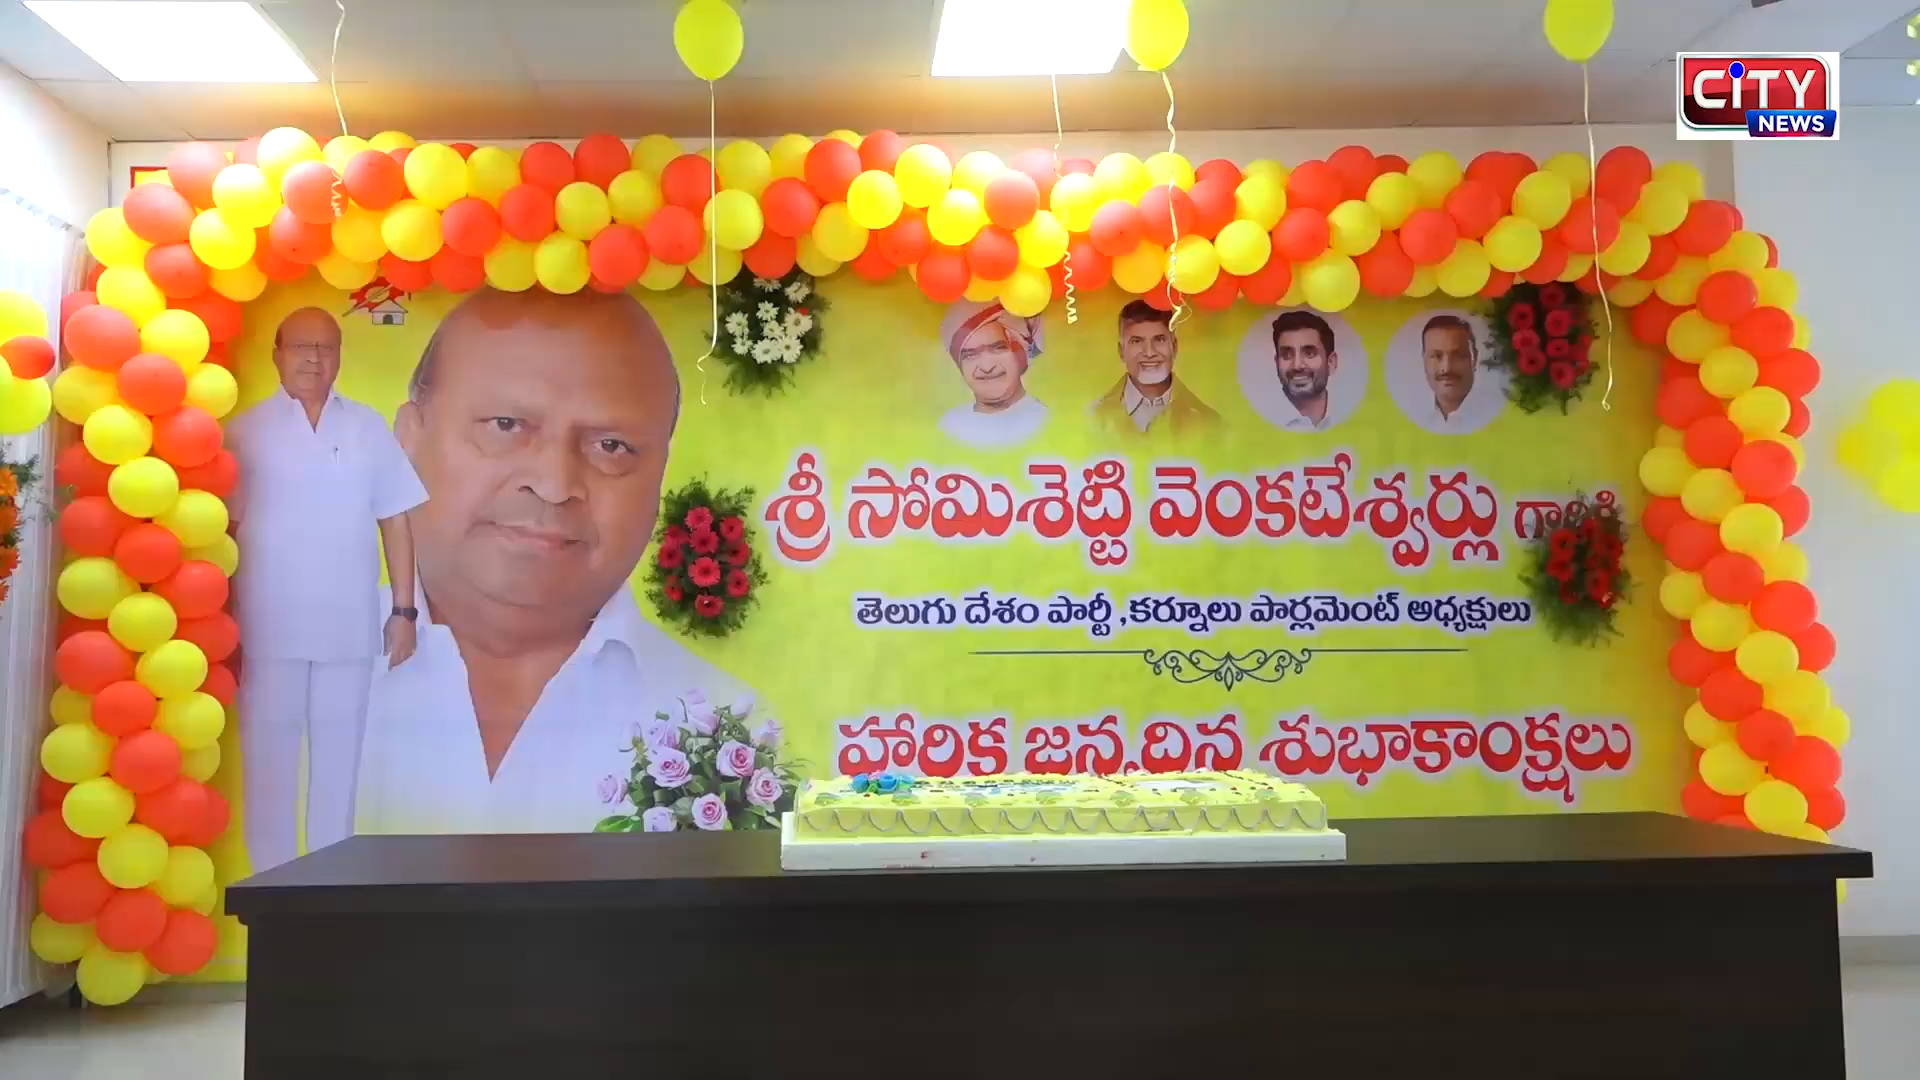 CiTY
NEWS
శ్రీ సోమిశెట్టి వెంకటేశ్వర్లు
తెలుగు దేశం పార్టీ ,కర్నూలు పార్లమెంట్ అధ్యక్షులు
హారిక జన్మదిన శుభాకాంక్షలు